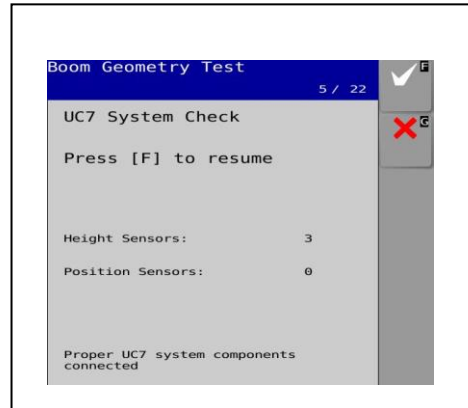 Boom Geometry Test
5/ 22
F
G
UC7 System Check
Press [F] to resume
Height Sensors: 3
Position Sensors: 0
Proper UC7 system components
connected